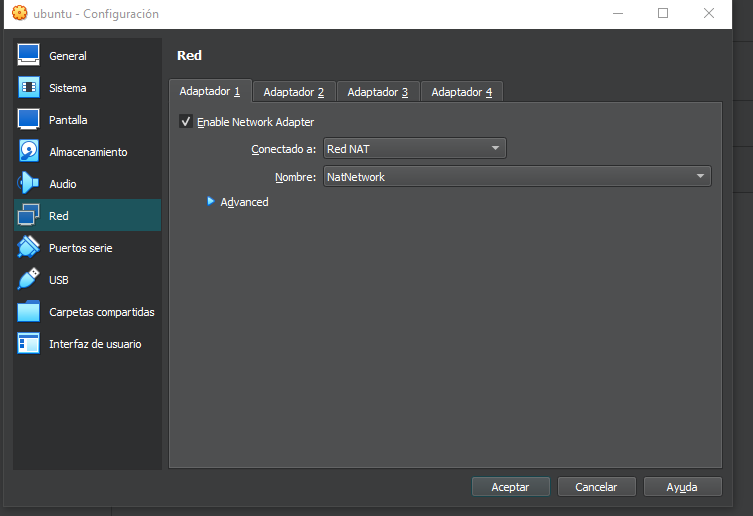 ubuntu - Configuración
General
Sistema
Pantalla
Almacenamiento
Audio
Red
Puertos serie
USB
Carpetas compartidas
Interfaz de usuario
Red
Adaptador 1 Adaptador 2 Adaptador 3 Adaptador 4
Enable Network Adapter
Conectado a: Red NAT
Nombre: NatNetwork
Advanced
Aceptar Cancelar Ayuda